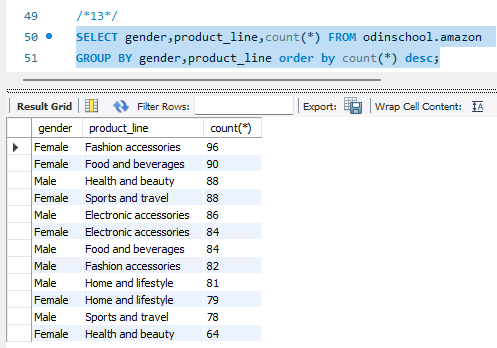 49 /*13*/
50 SELECT gender,product_line,count(*) FROM odinschool.amazon
51 GROUP BY gender,product_line order by count(*) desc;
Result Grid Filter Rows: Export: Wrap Cell Content: IA
gender product_line count(*)
Female Fashion accessories 96
Female Food and beverages 90
Male Health and beauty 88
Female Sports and travel 88
Male Electronic accessories 86
Female Electronic accessories 84
Male Food and beverages 84
Male Fashion accessories 82
Male Home and lifestyle 81
Female Home and lifestyle 79
Male Sports and travel 78
Female Health and beauty 64